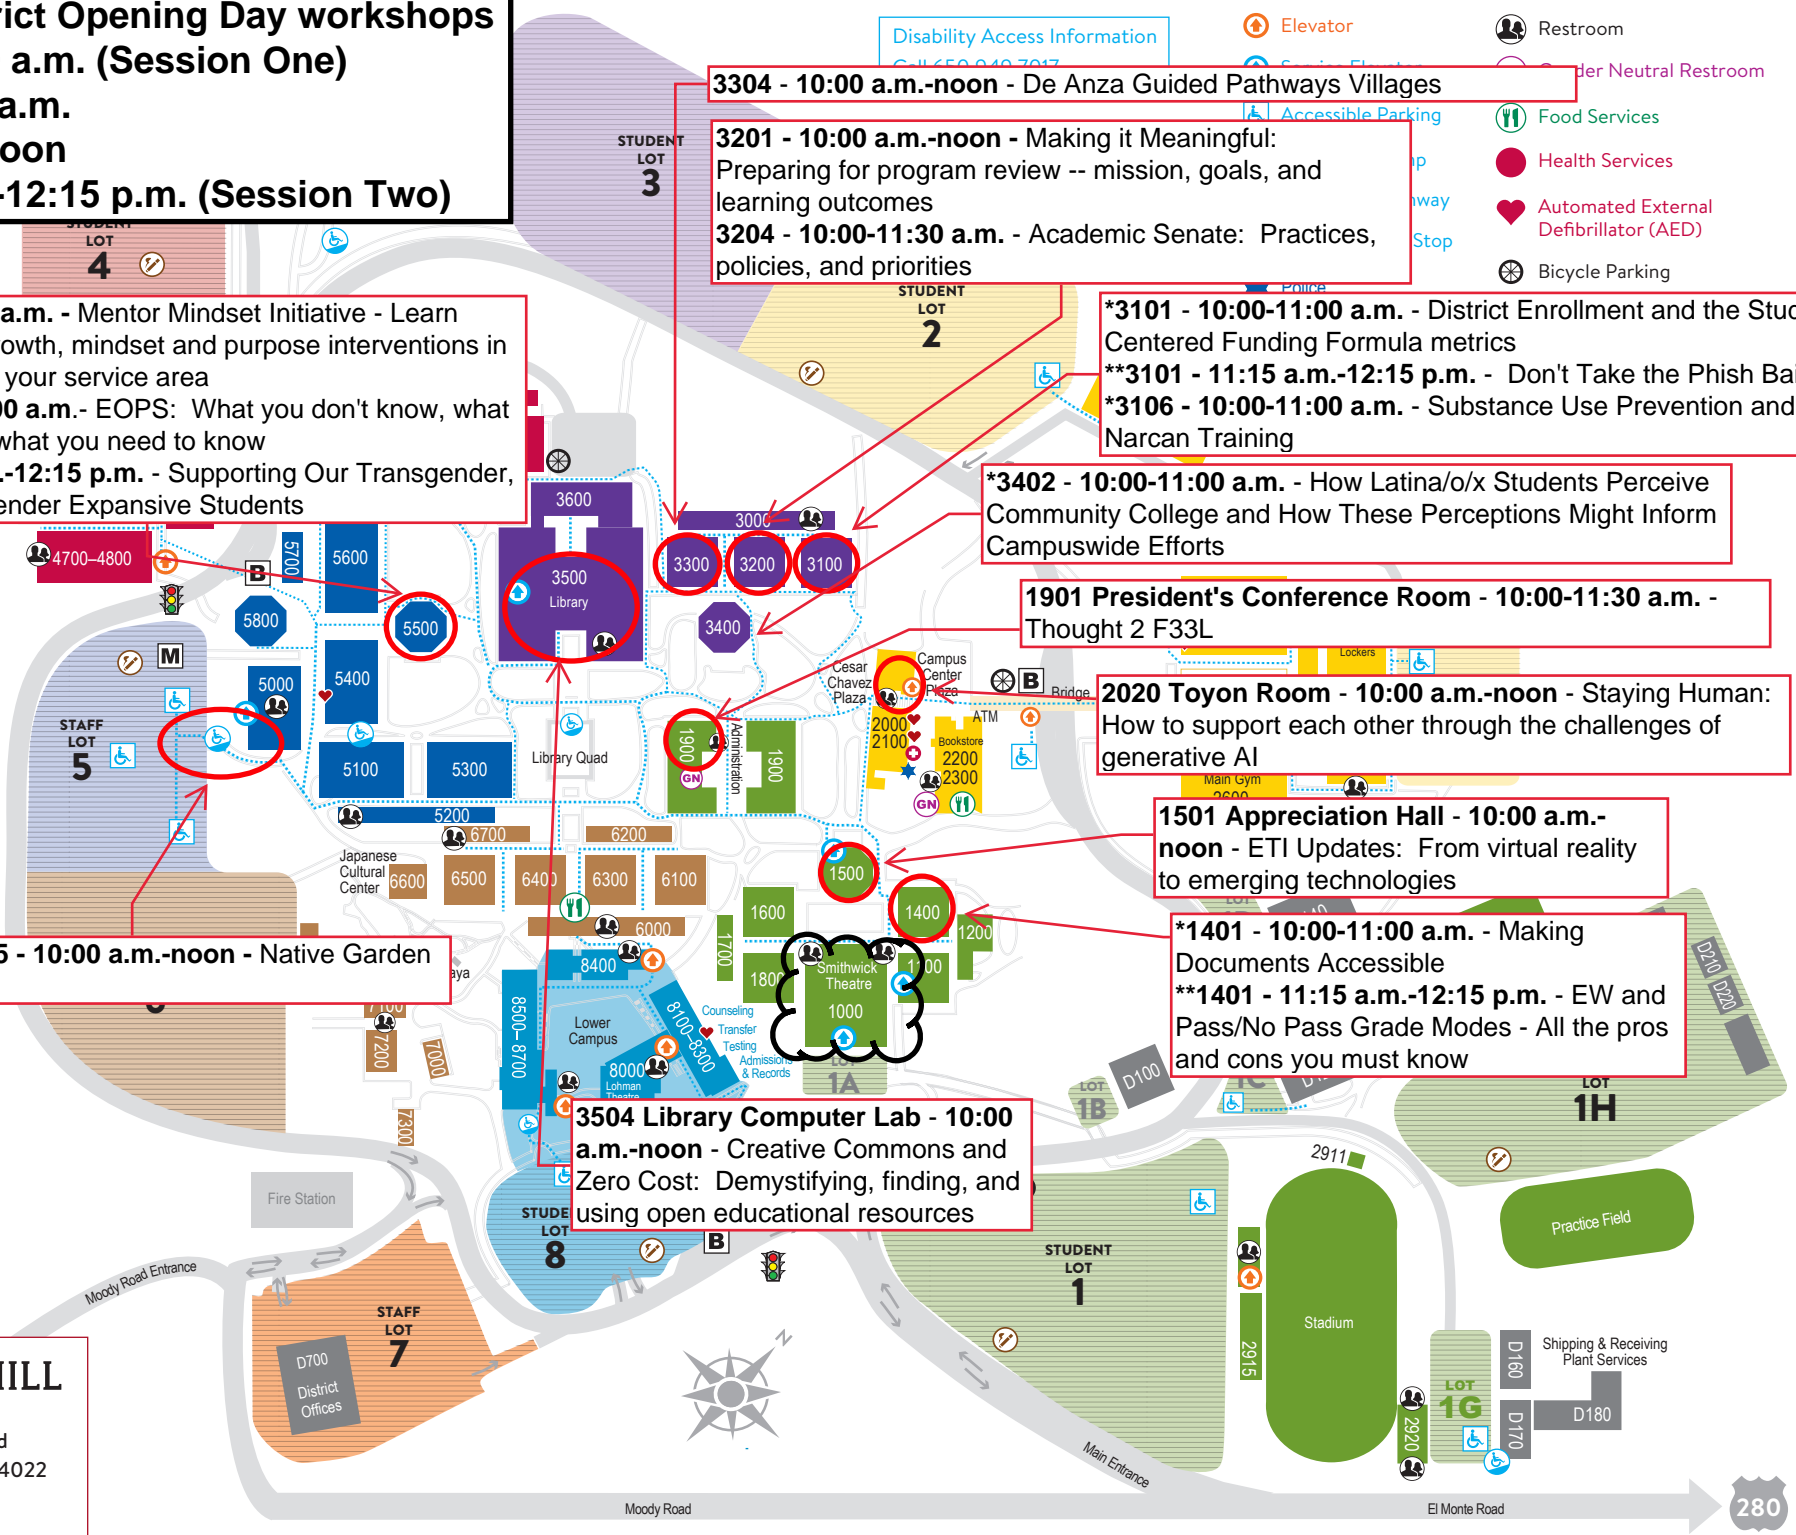 rict Opening Day workshops
a.m. (Session One)
a.m.
oon
-12:15 p.m. (Session Two)
Disability Access Information
Elevator
Restroom
der Neutral Restroom
Accessible Parking
Food Services
Health Services
Automated External
Defibrillator (AED)
Stop
Bicycle Parking
Police
3304 - 10:00 a.m.-noon - De Anza Guided Pathways Villages
3201 - 10:00 a.m.-noon - Making it Meaningful:
Preparing for program review -- mission, goals, and
learning outcomes
3204 - 10:00-11:30 a.m. - Academic Senate: Practices,
policies, and priorities
STUDENT
LOT
3
STUDENT
LOT
4
STUDENT
LOT
2
a.m. - Mentor Mindset Initiative - Learn
rowth, mindset and purpose interventions in
your service area
00 a.m.- EOPS: What you don't know, what
what you need to know
.-12:15 p.m. - Supporting Our Transgender,
ender Expansive Students
*3101 - 10:00-11:00 a.m. - District Enrollment and the Stud
Centered Funding Formula metrics
**3101 - 11:15 a.m.-12:15 p.m. - Don't Take the Phish Bai
*3106 - 10:00-11:00 a.m. - Substance Use Prevention and
Narcan Training
*3402 - 10:00-11:00 a.m. - How Latina/o/x Students Perceive
Community College and How These Perceptions Might Inform
Campuswide Efforts
1901 President's Conference Room - 10:00-11:30 a.m. -
Thought 2 F33L
2020 Toyon Room - 10:00 a.m.-noon - Staying Human:
How to support each other through the challenges of
generative AI
1501 Appreciation Hall - 10:00 a.m.-
noon - ETI Updates: From virtual reality
to emerging technologies
*1401 - 10:00-11:00 a.m. - Making
Documents Accessible
**1401 - 11:15 a.m.-12:15 p.m. - EW and
Pass/No Pass Grade Modes - All the pros
and cons you must know
3504 Library Computer Lab - 10:00
a.m.-noon - Creative Commons and
Zero Cost: Demystifying, finding, and
using open educational resources
5 - 10:00 a.m.-noon - Native Garden
3600
3000
3500
Library
3300
3200
3100
3400
4700–4800
B
5700
5600
5800
5500
M
5000
5400
STAFF
LOT
5
5100
5300
5200
Library Quad
1900
Administration
1900
GN
Cesar
Chavez
Plaza
Campus
Center
Plaza
B
Bridge
ATM
2000
2100
Bookstore
2200
2300
GN
Lockers
Main Gym
2600
6700
6200
Japanese
Cultural
Center
6600
6500
6400
6300
6100
6000
1500
1600
1400
1200
1700
1800
1100
Smithwick
Theatre
1000
LOT
1A
8400
8500–8700
Lower
Campus
8100–8300
Counseling
Transfer
Testing
Admissions
& Records
8000
Lohman
Theatre
7100
7200
7000
7300
LOT
1B
D100
1C
D210
D220
LOT
1H
Fire Station
STUDE
LOT
8
B
STUDENT
LOT
1
2911
Stadium
Practice Field
2915
2920
LOT
1G
D160
D170
D180
Shipping & Receiving
Plant Services
Moody Road Entrance
STAFF
LOT
7
D700
District
Offices
N
HILL
d
4022
Moody Road
Main Entrance
El Monte Road
280